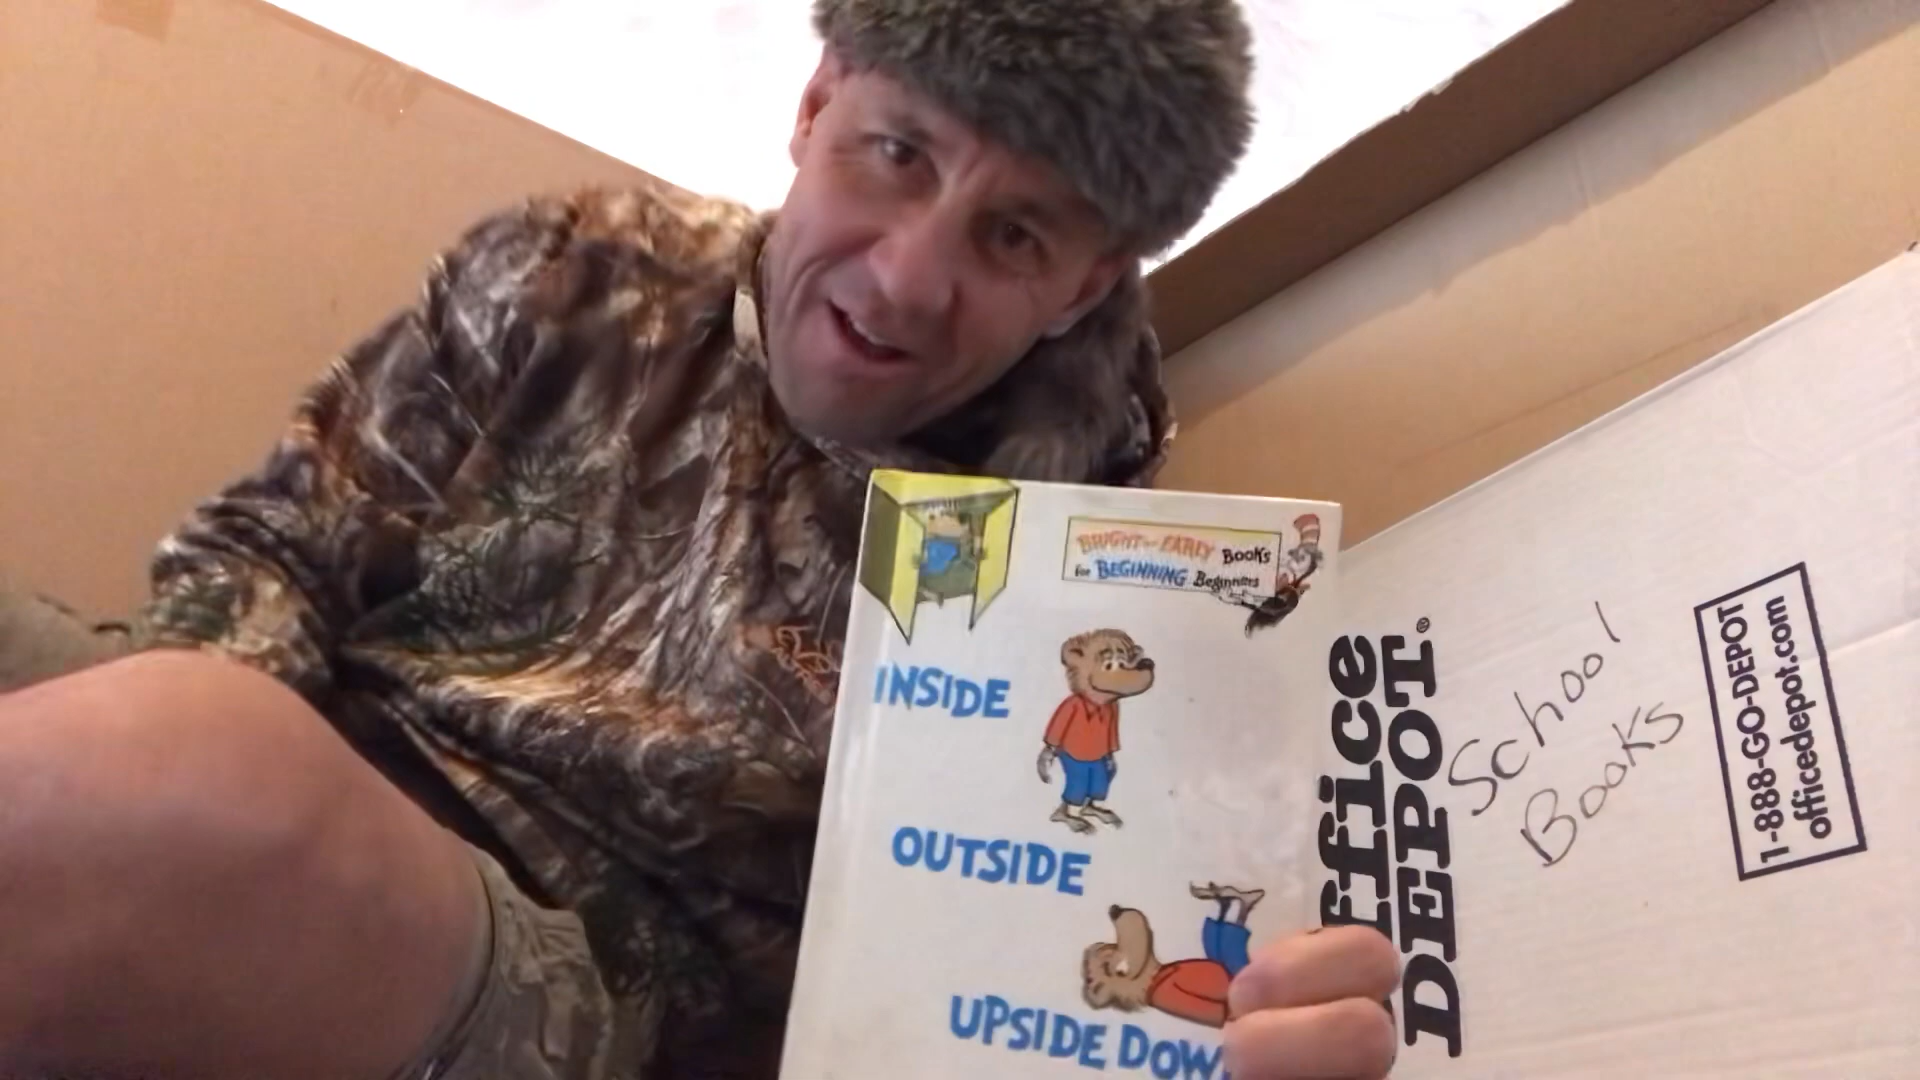 BRIGHT and EARLY Books
for BEGINNING Beginners
INSIDE
OUTSIDE
UPSIDE DOW
ffice
DEPOT®
School
Books
1-888-GO-DEPOT
officedepot.com